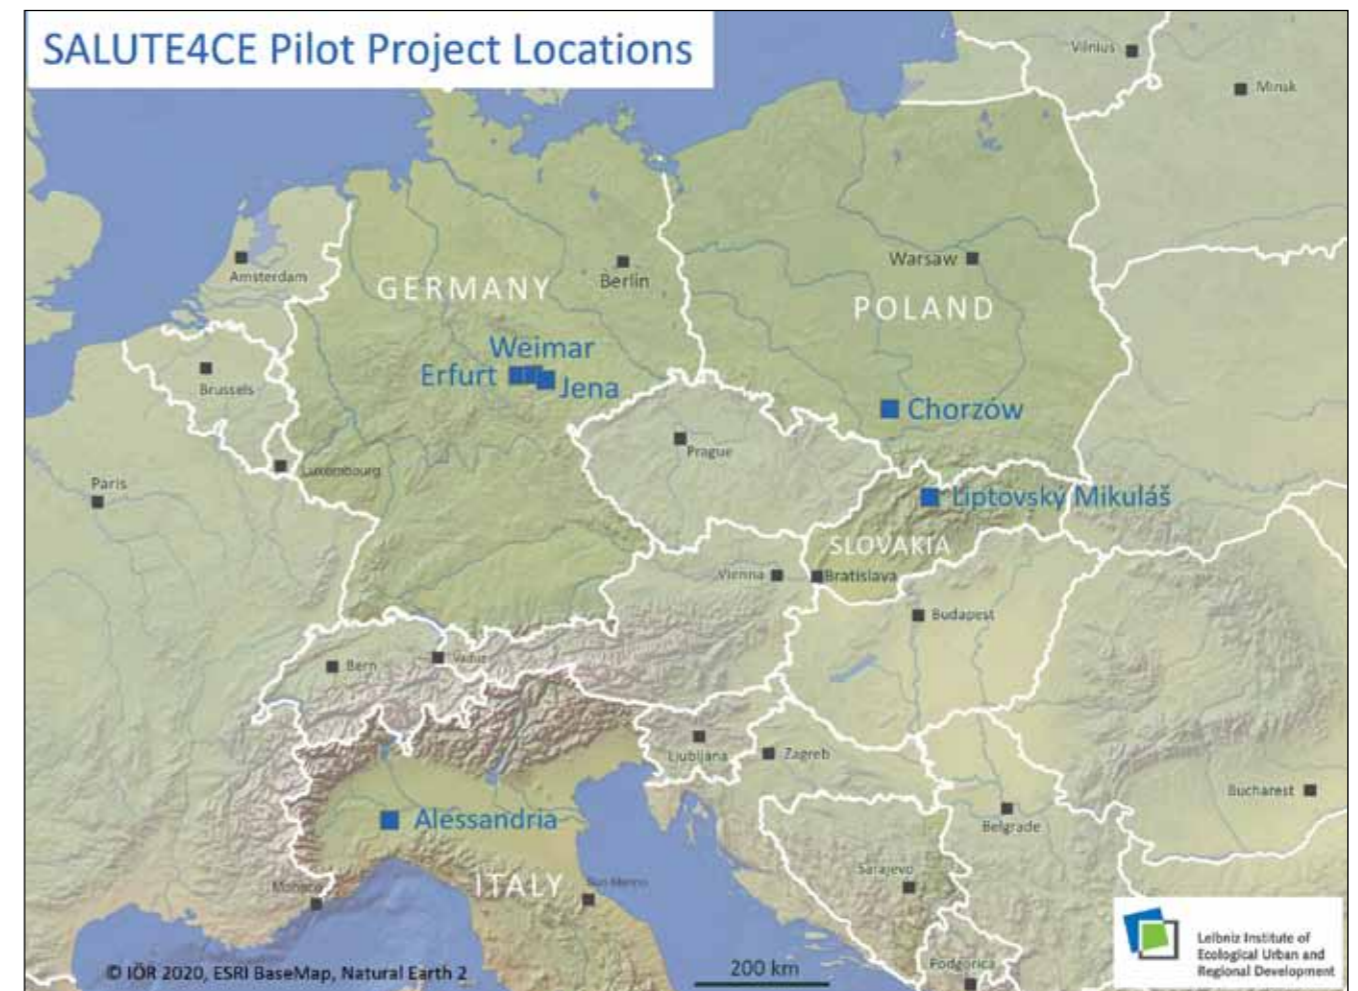 SALUTE4CE Pilot Project Locations
Vilnius
Minsk
Amsterdam
GERMANY
Berlin
Warsaw
POLAND
Weimar
Erfurt
Jena
Brussels
Chorzów
Prague
Luxembourg
Paris
Liptovský Mikuláš
SLOVAKIA
Vienna
Bratislava
Budapest
Bern
Vaduz
Ljubljana
Zagreb
Bucharest
Alessandria
Belgrade
Sarajevo
Monaco
ITALY
San Marino
Podgorica
© IÖR 2020, ESRI BaseMap, Natural Earth 2
200 km
Leibniz Institute of
Ecological Urban and
Regional Development